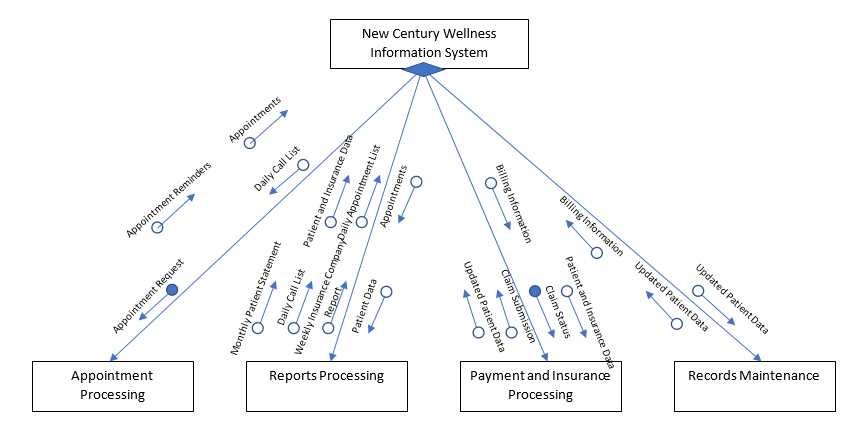 New Century Wellness
Information System
Appointments
Daily Call List
Appointment Reminders
Appointment Request
Patient and Insurance Data
Daily Appointment List
Appointments
Monthly Patient Statement
Daily Call List
Weekly Insurance Company
Report
Patient Data
Billing Information
Updated Patient Data
Claim Submission
Claim Status
Patient and Insurance Data
Billing Information
Updated Patient Data
Updated Patient Data
Appointment
Processing
Reports Processing
Payment and Insurance
Processing
Records Maintenance